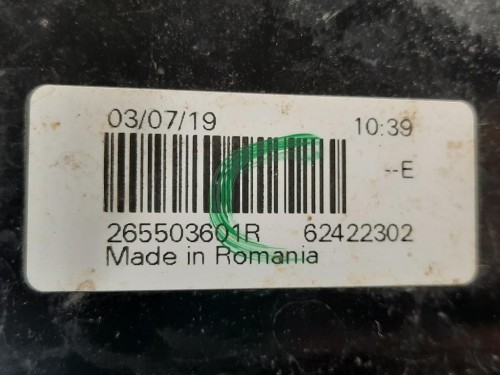 03/07/19 10:39
--E
265503601R 62422302
Made in Romania